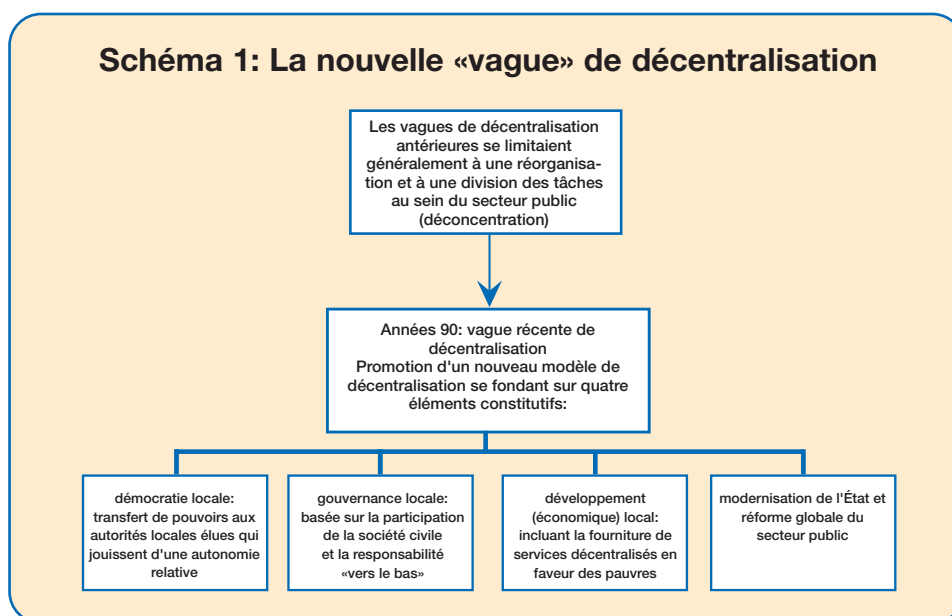 Schéma 1: La nouvelle «vague» de décentralisation
Les vagues de décentralisation
antérieures se limitaient
généralement à une réorganisa-
tion et à une division des tâches
au sein du secteur public
(déconcentration)
Années 90: vague récente de
décentralisation
Promotion d'un nouveau modèle de
décentralisation se fondant sur quatre
éléments constitutifs:
démocratie locale:
transfert de pouvoirs aux
autorités locales élues qui
jouissent d'une autonomie
relative
gouvernance locale:
basée sur la participation
de la société civile
et la responsabilité
«vers le bas»
développement
(économique) local:
incluant la fourniture de
services décentralisés en
faveur des pauvres
modernisation de l'État et
réforme globale du
secteur public